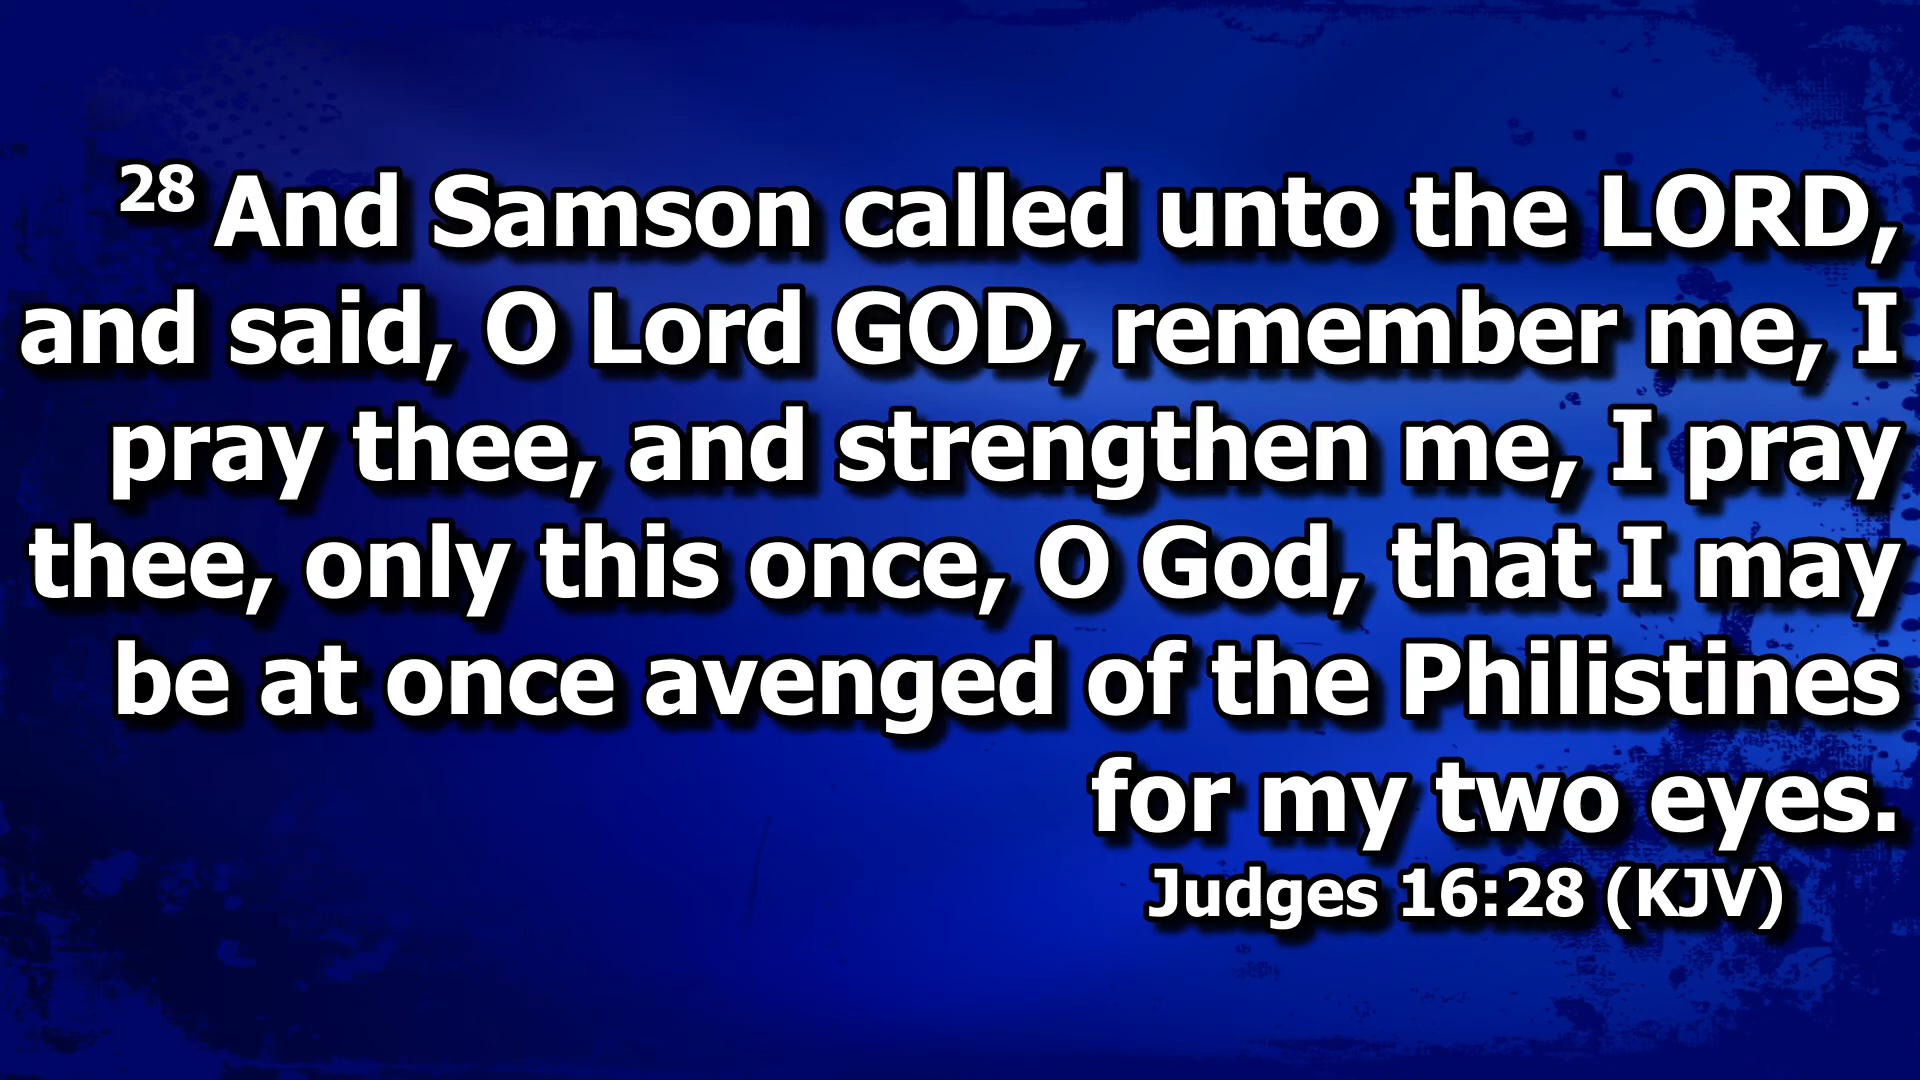 28 And Samson called unto the LORD,
and said, O Lord GOD, remember me, I
pray thee, and strengthen me, I pray
thee, only this once, O God, that I may
be at once avenged of the Philistines
for my two eyes.
Judges 16:28 (KJV)